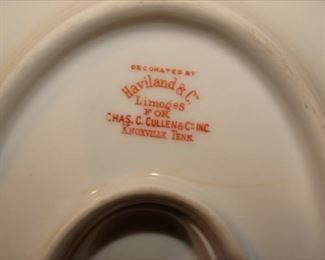 DECORATED BY
Haviland & Co
Limoges
FOR
CHAS. C. CULLEN & CO INC.
KNOXVILLE TENN.